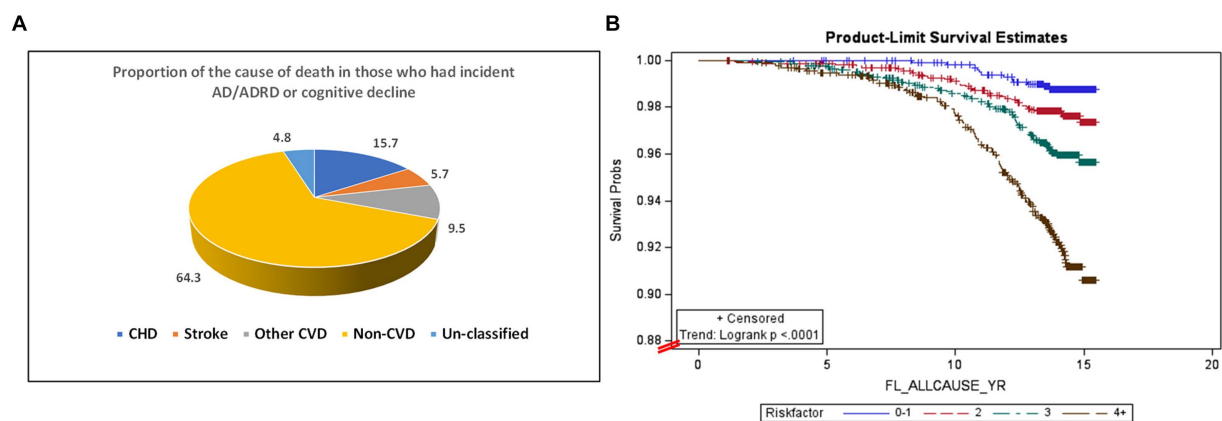 A
Proportion of the cause of death in those who had incident
AD/ADRD or cognitive decline
4.8
15.7
5.7
9.5
64.3
CHD Stroke Other CVD Non-CVD Un-classified
B
Product-Limit Survival Estimates
1.00
0.98
0.96
0.94
0.92
0.90
0.88
Survival Probs
+ Censored
Trend: Logrank p <.0001
0 5 10 15
FL_ALLCAUSE_YR
Riskfactor 0-1 2 3 4+